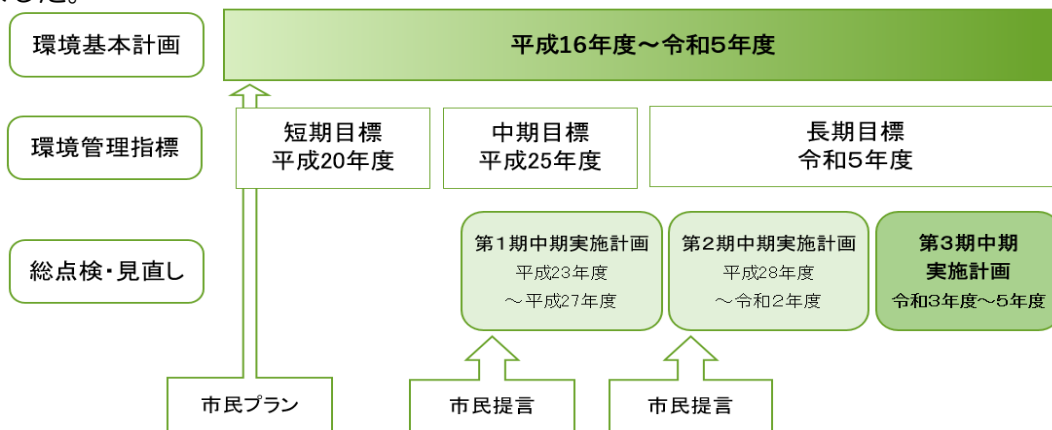 ました。
環境基本計画
平成16年度～令和5年度
環境管理指標
短期目標
平成20年度
中期目標
平成25年度
長期目標
令和5年度
総点検・見直し
第1期中期実施計画
平成23年度
～平成27年度
第2期中期実施計画
平成28年度
～令和2年度
第3期中期
実施計画
令和3年度～5年度
市民プラン
市民提言
市民提言